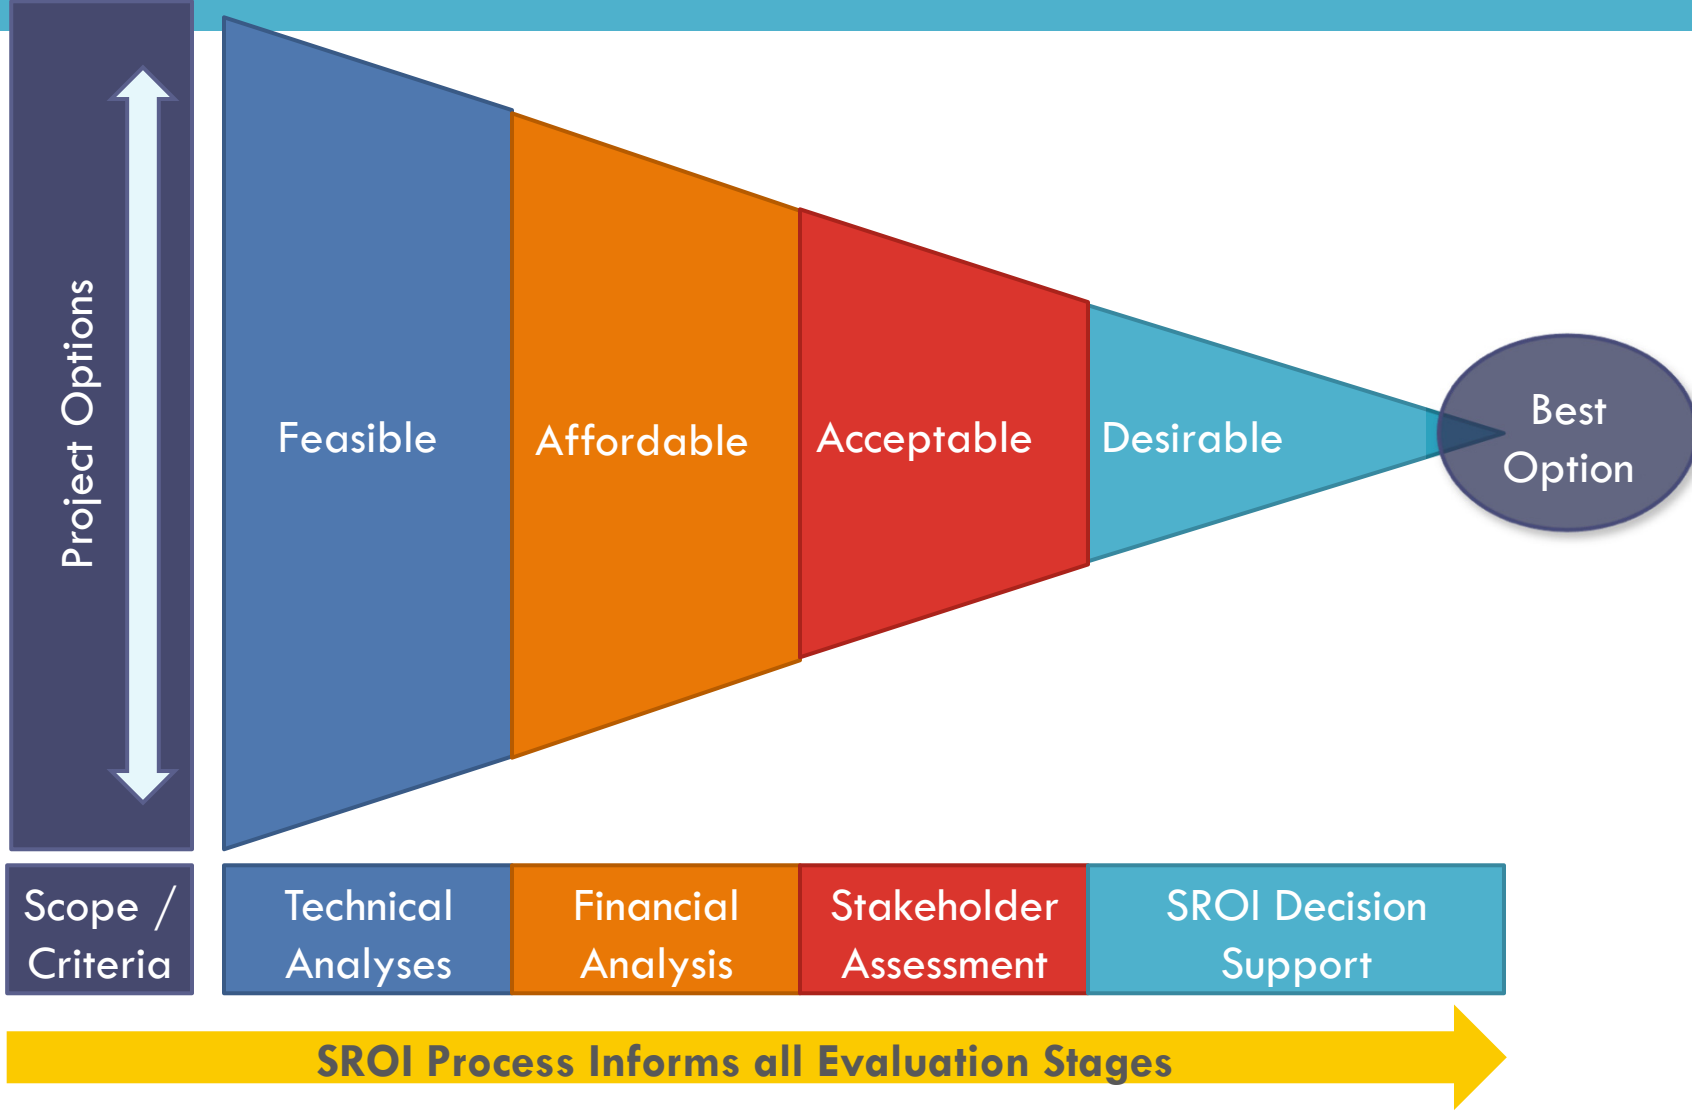 Project Options
Feasible
Affordable
Acceptable
Desirable
Best
Option
Scope /
Criteria
Technical
Analyses
Financial
Analysis
Stakeholder
Assessment
SROI Decision
Support
SROI Process Informs all Evaluation Stages